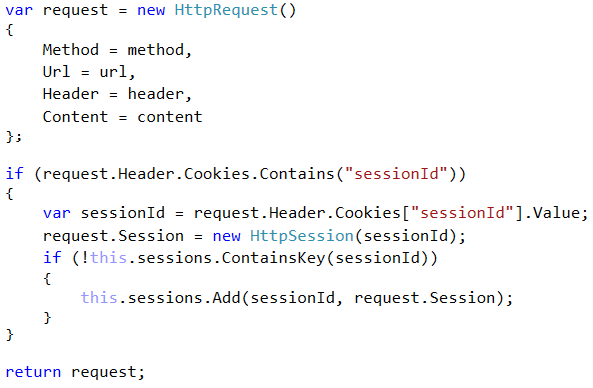 var request = new HttpRequest()
{
    Method = method,
    Url = url,
    Header = header,
    Content = content
};

if (request.Header.Cookies.Contains("sessionId"))
{
    var sessionId = request.Header.Cookies["sessionId"].Value;
    request.Session = new HttpSession(sessionId);
    if (!this.sessions.ContainsKey(sessionId))
    {
        this.sessions.Add(sessionId, request.Session);
    }
}

return request;